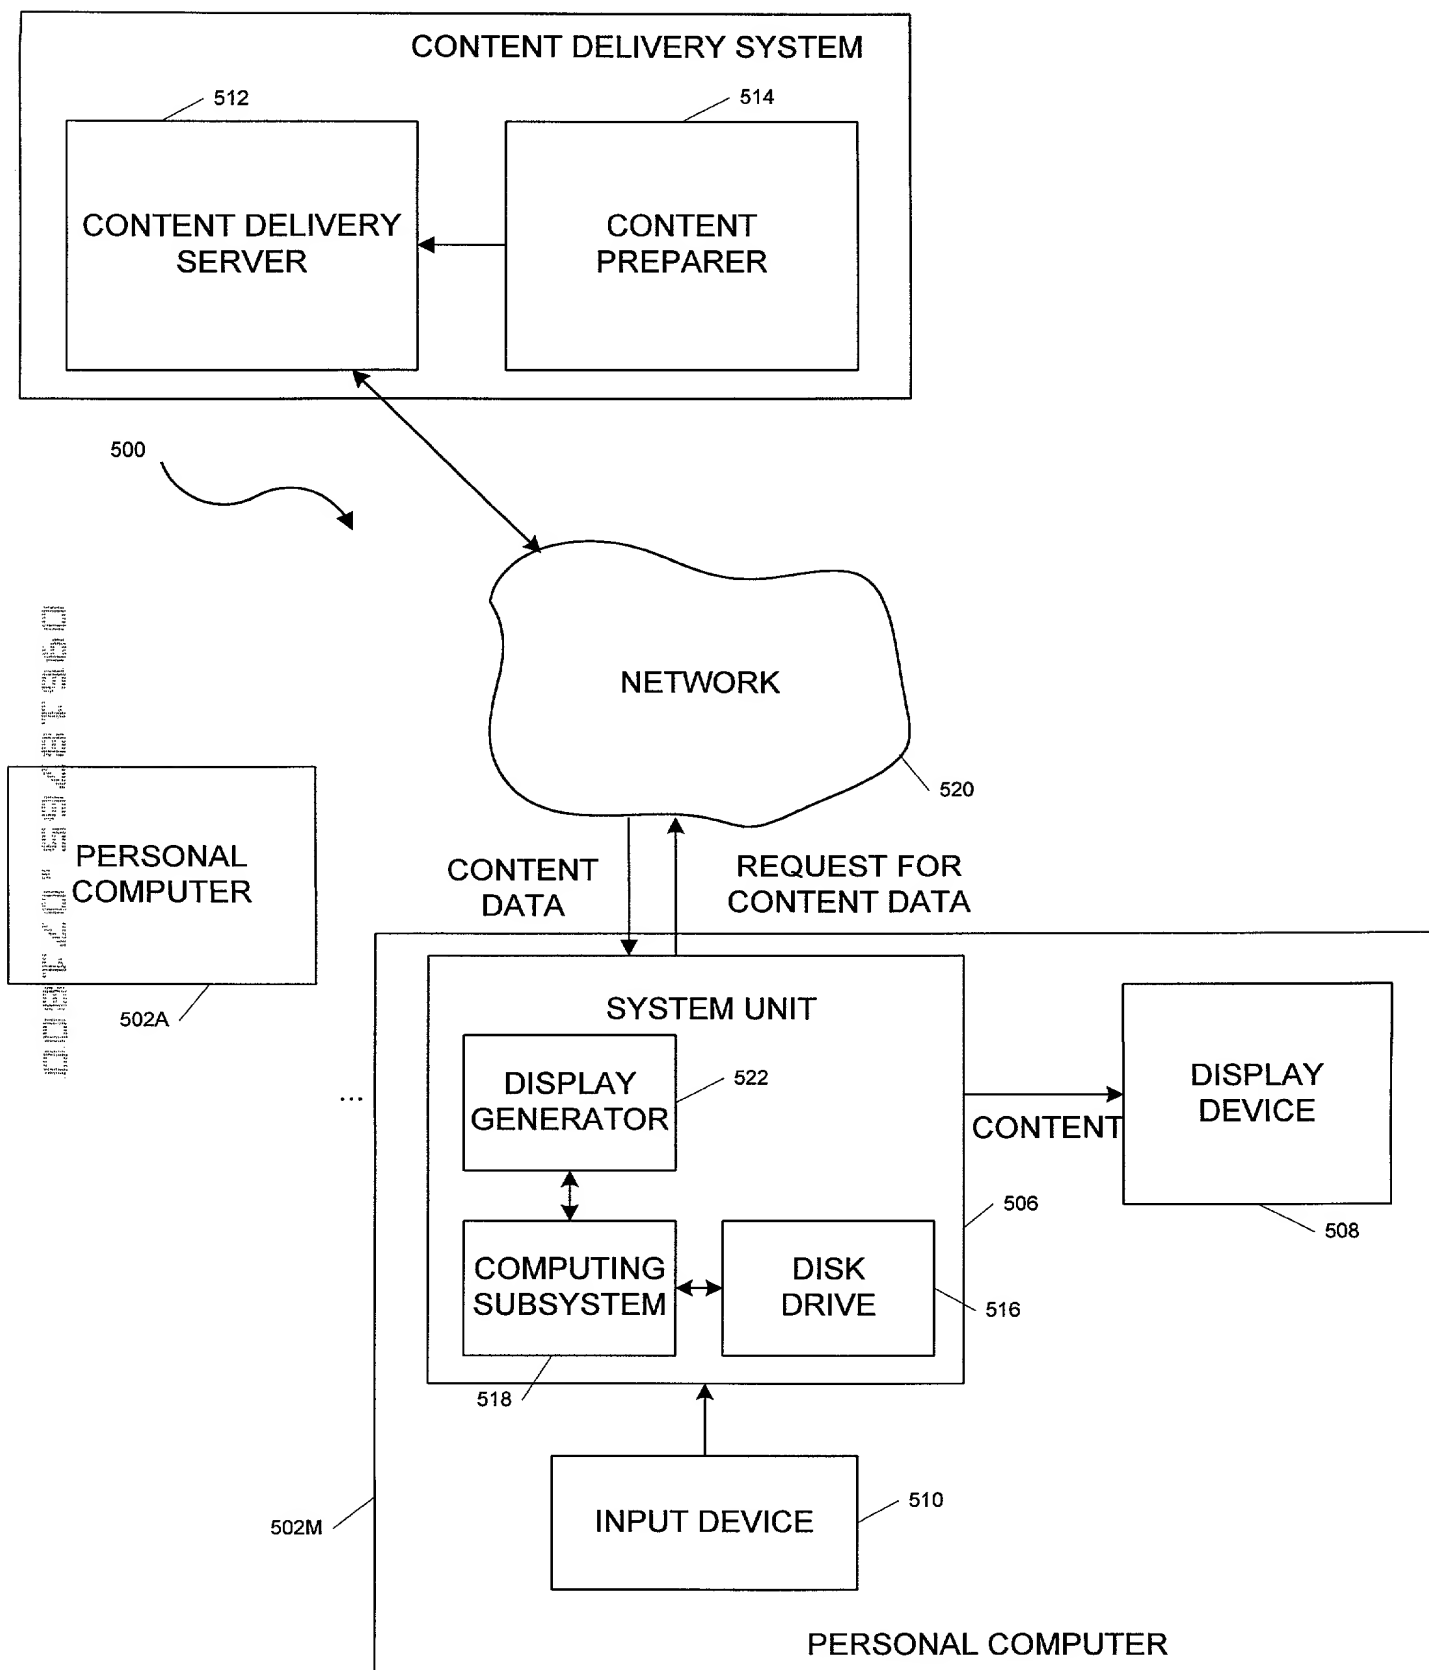 CONTENT DELIVERY SYSTEM
512
514
CONTENT DELIVERY
SERVER
CONTENT
PREPARER
500
NETWORK
520
PERSONAL
COMPUTER
502A
CONTENT
DATA
REQUEST FOR
CONTENT DATA
SYSTEM UNIT
DISPLAY
GENERATOR
522
...
CONTENT
DISPLAY
DEVICE
508
506
COMPUTING
SUBSYSTEM
DISK
DRIVE
516
518
INPUT DEVICE
510
502M
PERSONAL COMPUTER